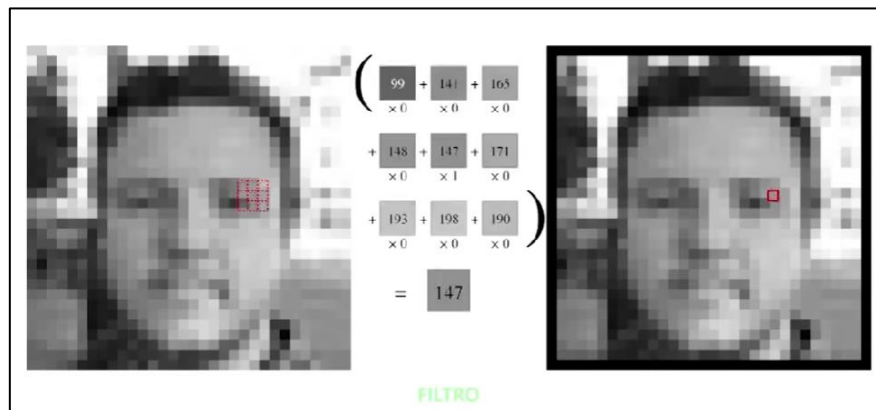 ( 99 + 141 + 165
× 0 × 0 × 0
+ 148 + 147 + 171
× 0 × 1 × 0
+ 193 + 198 + 190 )
× 0 × 0 × 0
= 147
FILTRO